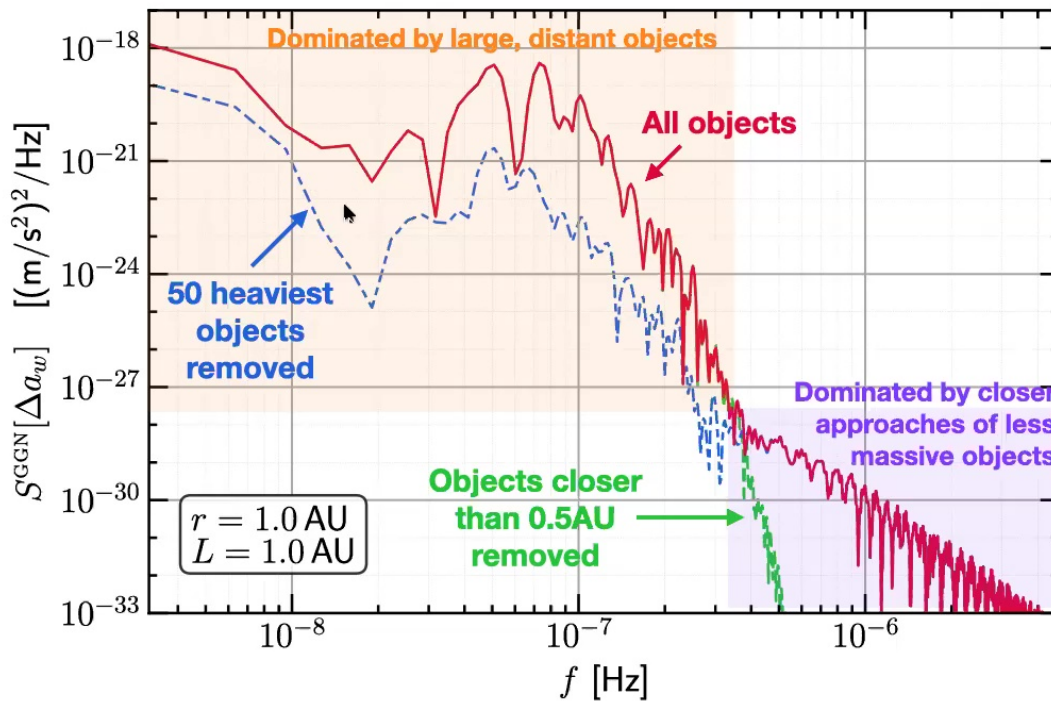 Dominated by large, distant objects
All objects
50 heaviest
objects
removed
Dominated by closer
approaches of less
massive objects
Objects closer
than 0.5AU
removed
r = 1.0 AU
L = 1.0 AU
10⁻¹⁸
10⁻²¹
10⁻²⁴
10⁻²⁷
10⁻³⁰
10⁻³³
S^GGN[Δa_w] [(m/s²)²/Hz]
10⁻⁸
10⁻⁷
10⁻⁶
f [Hz]